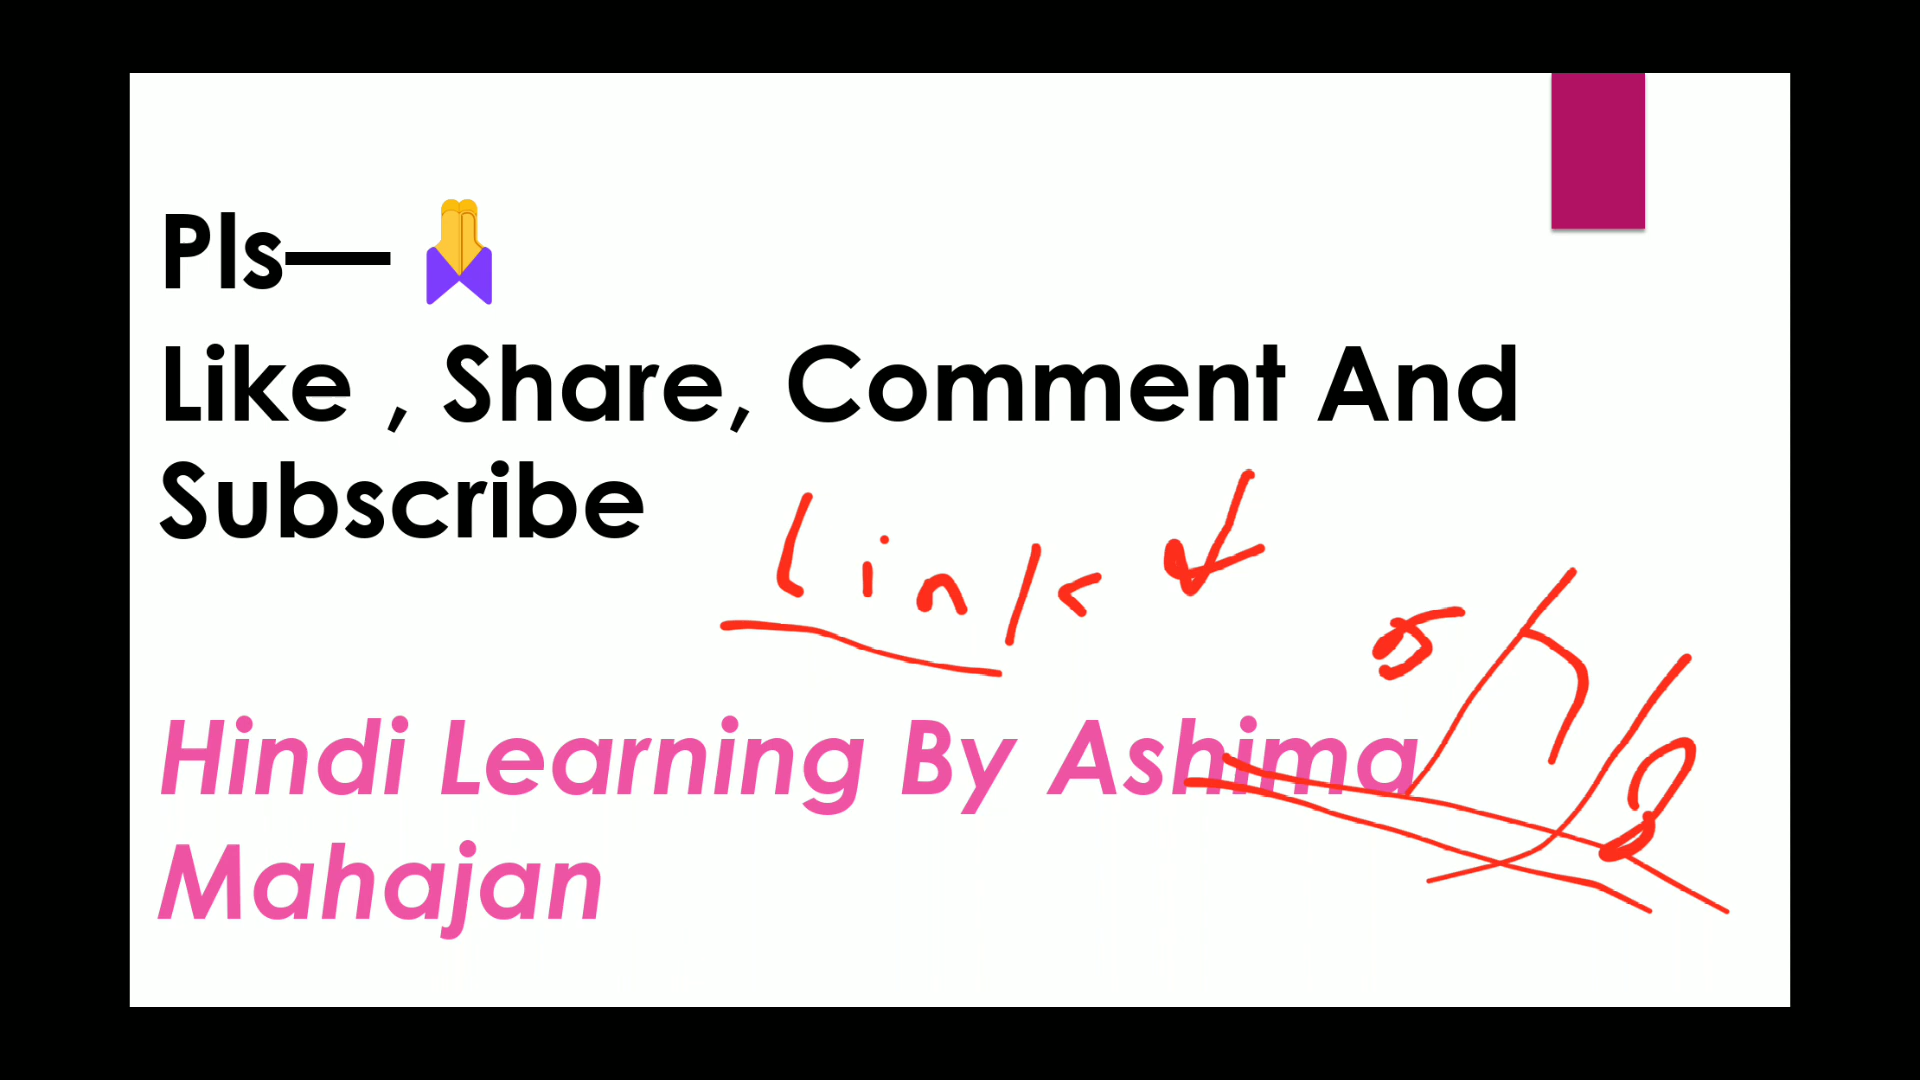 Pls— 🙏
Like , Share, Comment And
Subscribe
Link
Hindi Learning By Ashima
Mahajan